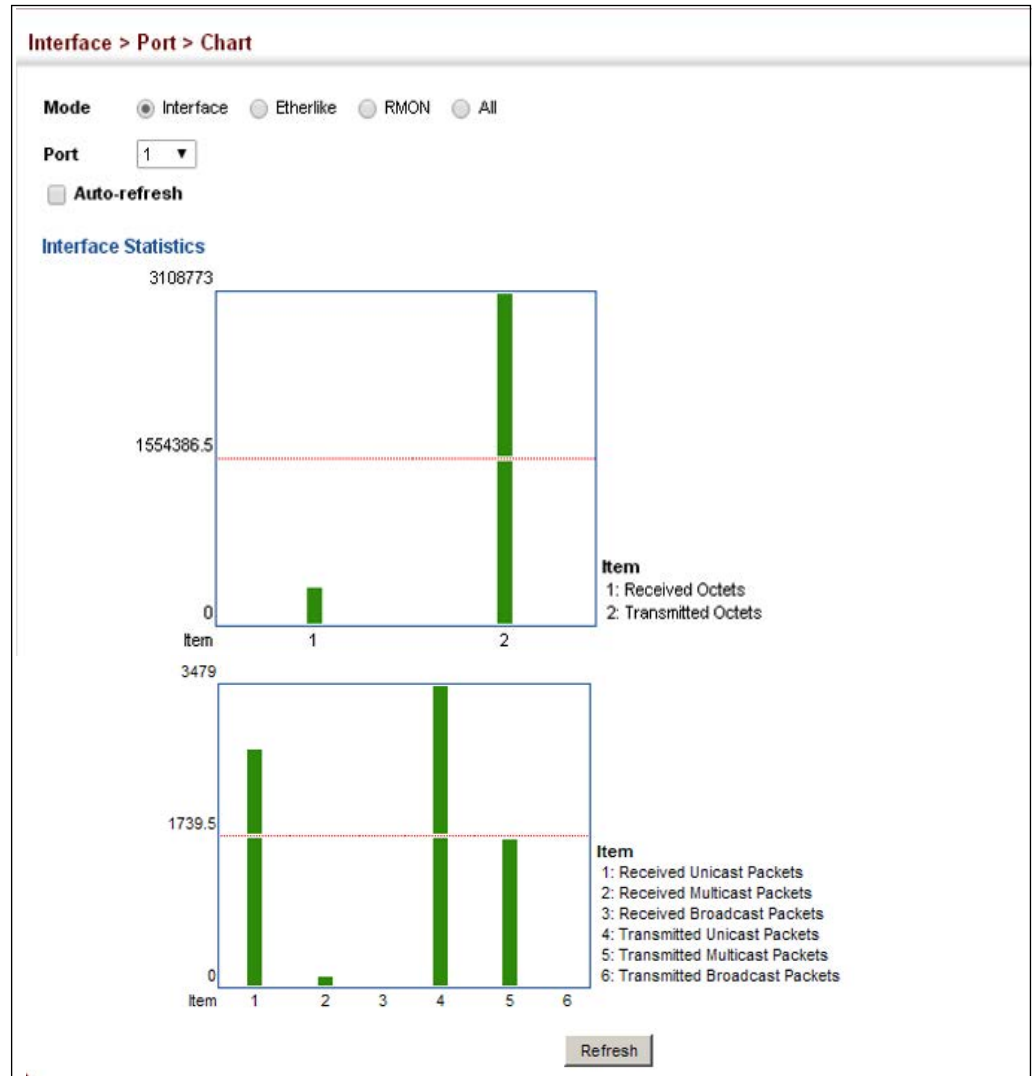 Interface > Port > Chart
Mode Interface Etherlike RMON All
Port 1
Auto-refresh
Interface Statistics
3108773
1554386.5
0
Item 1 2
Item
1: Received Octets
2: Transmitted Octets
3479
1739.5
0
Item 1 2 3 4 5 6
Item
1: Received Unicast Packets
2: Received Multicast Packets
3: Received Broadcast Packets
4: Transmitted Unicast Packets
5: Transmitted Multicast Packets
6: Transmitted Broadcast Packets
Refresh